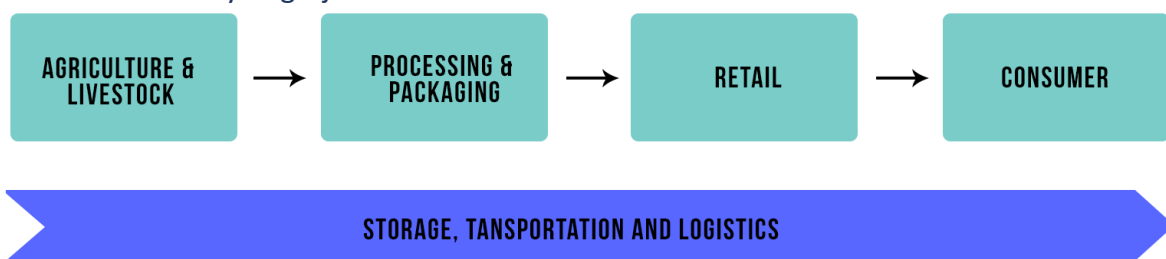 AGRICULTURE &
LIVESTOCK
PROCESSING &
PACKAGING
RETAIL
CONSUMER
STORAGE, TANSPORTATION AND LOGISTICS